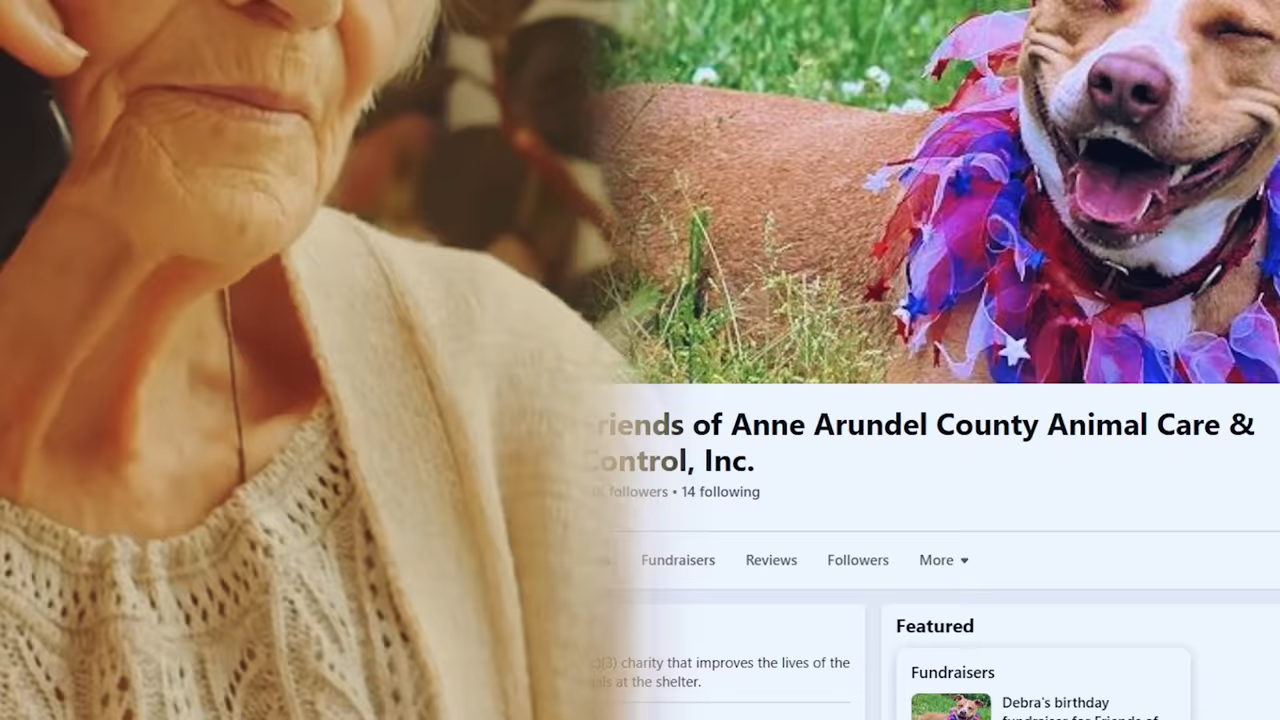 Friends of Anne Arundel County Animal Care &
Control, Inc.
followers • 14 following
Fundraisers Reviews Followers More
charity that improves the lives of the
at the shelter.
Featured
Fundraisers
Debra's birthday
fundraiser for Friends of